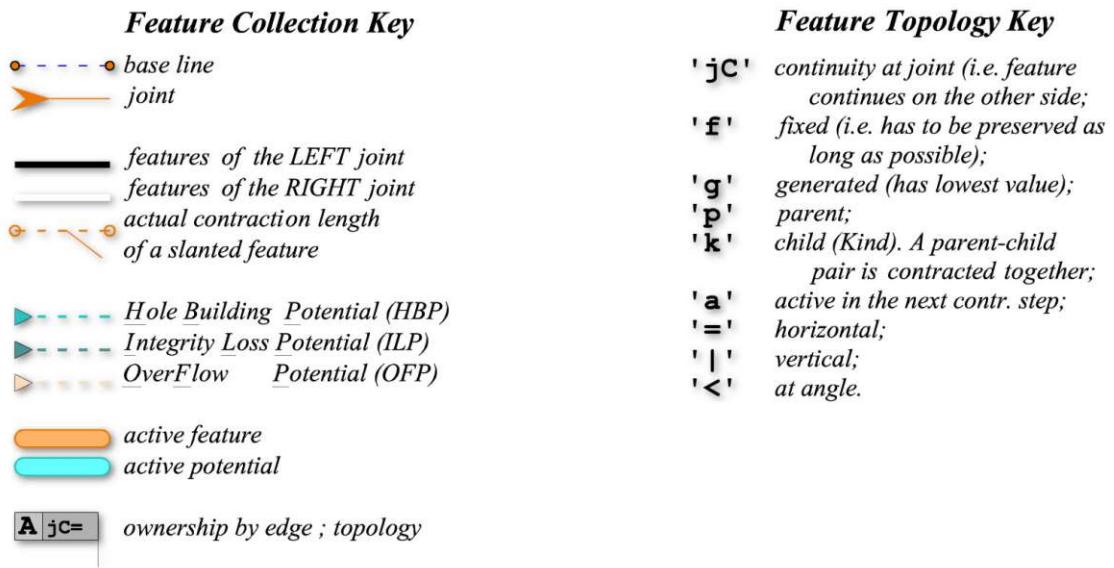 Feature Collection Key
base line
joint
features of the LEFT joint
features of the RIGHT joint
actual contraction length
of a slanted feature
Hole Building Potential (HBP)
Integrity Loss Potential (ILP)
OverFlow Potential (OFP)
active feature
active potential
A jC= ownership by edge ; topology
Feature Topology Key
'jC' continuity at joint (i.e. feature
continues on the other side;
'f' fixed (i.e. has to be preserved as
long as possible);
'g' generated (has lowest value);
'p' parent;
'k' child (Kind). A parent-child
pair is contracted together;
'a' active in the next contr. step;
'=' horizontal;
'|' vertical;
'<' at angle.